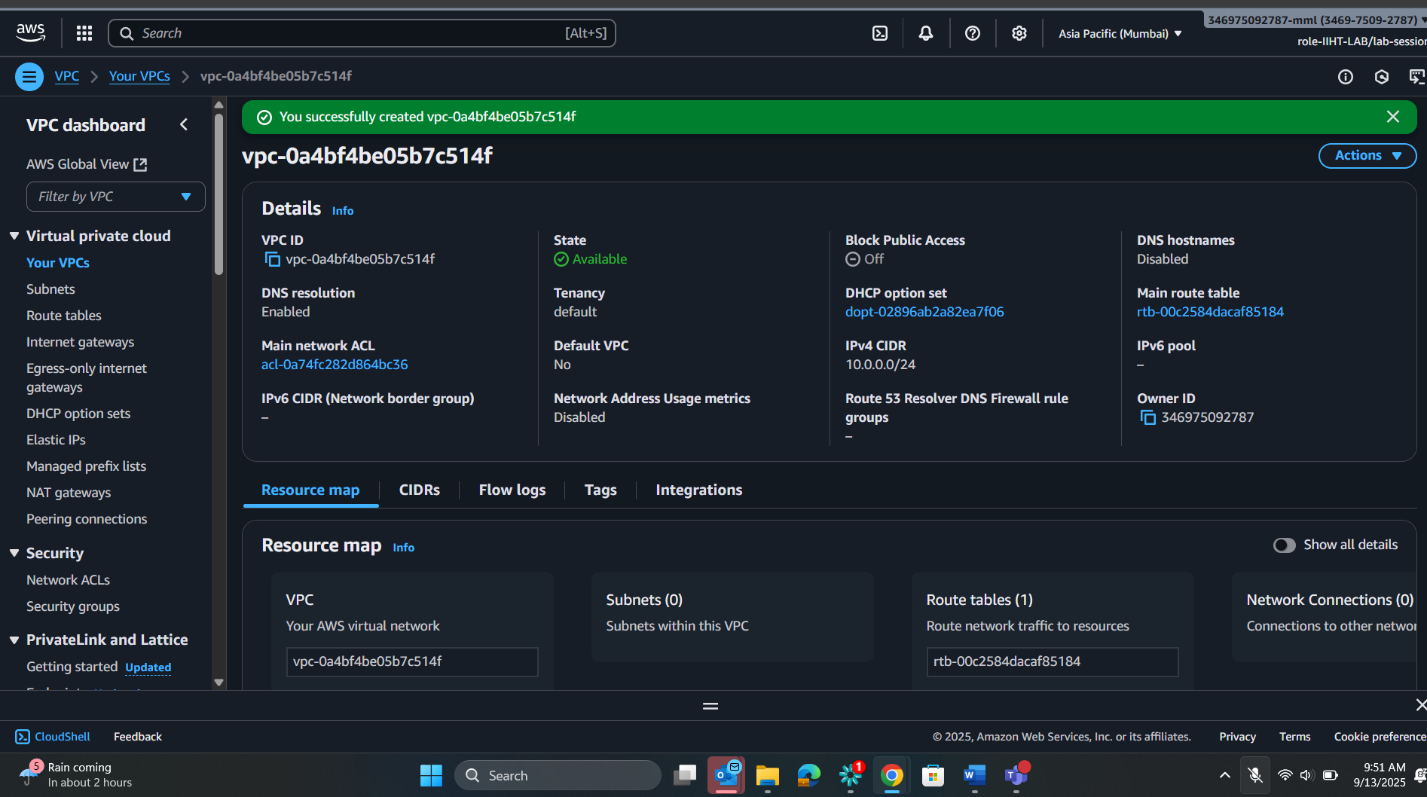 aws
Search
[Alt+S]
Asia Pacific (Mumbai)
346975092787-mml (3469-7509-2787)
role-IIHT-LAB/lab-session
VPC
Your VPCs
vpc-0a4bf4be05b7c514f
VPC dashboard
AWS Global View
Filter by VPC
Virtual private cloud
Your VPCs
Subnets
Route tables
Internet gateways
Egress-only internet
gateways
DHCP option sets
Elastic IPs
Managed prefix lists
NAT gateways
Peering connections
Security
Network ACLs
Security groups
PrivateLink and Lattice
Getting started Updated
You successfully created vpc-0a4bf4be05b7c514f
vpc-0a4bf4be05b7c514f
Actions
Details Info
VPC ID
vpc-0a4bf4be05b7c514f
State
Available
Block Public Access
Off
DNS hostnames
Disabled
DNS resolution
Enabled
Tenancy
default
DHCP option set
dopt-02896ab2a82ea7f06
Main route table
rtb-00c2584dacaf85184
Main network ACL
acl-0a74fc282d864bc36
Default VPC
No
IPv4 CIDR
10.0.0.0/24
IPv6 pool
–
IPv6 CIDR (Network border group)
–
Network Address Usage metrics
Disabled
Route 53 Resolver DNS Firewall rule
groups
–
Owner ID
346975092787
Resource map
CIDRs
Flow logs
Tags
Integrations
Resource map Info
Show all details
VPC
Your AWS virtual network
vpc-0a4bf4be05b7c514f
Subnets (0)
Subnets within this VPC
Route tables (1)
Route network traffic to resources
rtb-00c2584dacaf85184
Network Connections (0)
Connections to other
CloudShell
Feedback
© 2025, Amazon Web Services, Inc. or its affiliates.
Privacy
Terms
Cookie preference
5
Rain coming
In about 2 hours
Search
1
9:51 AM
9/13/2025